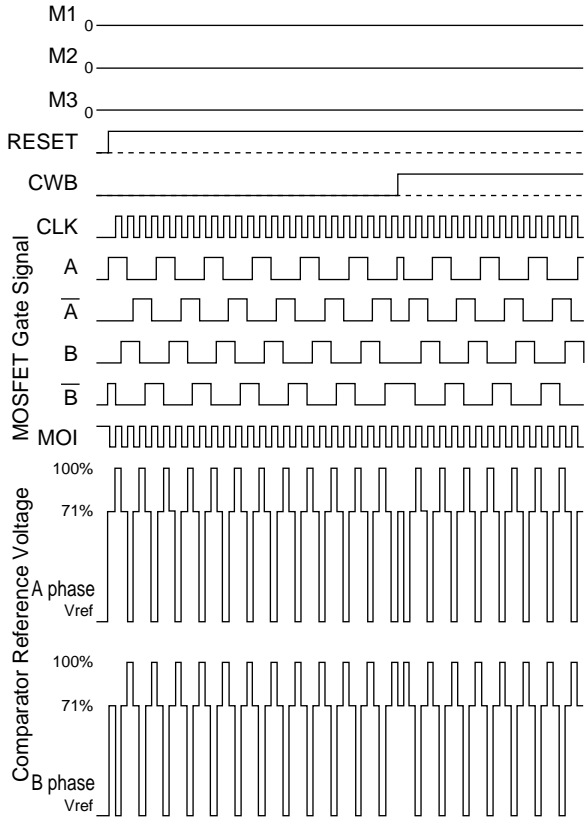 M1 0
M2 0
M3 0
RESET
CWB
CLK
MOSFET Gate Signal
A
A̅
B
B̅
MOI
Comparator Reference Voltage
100%
71%
A phase
Vref
100%
71%
B phase
Vref